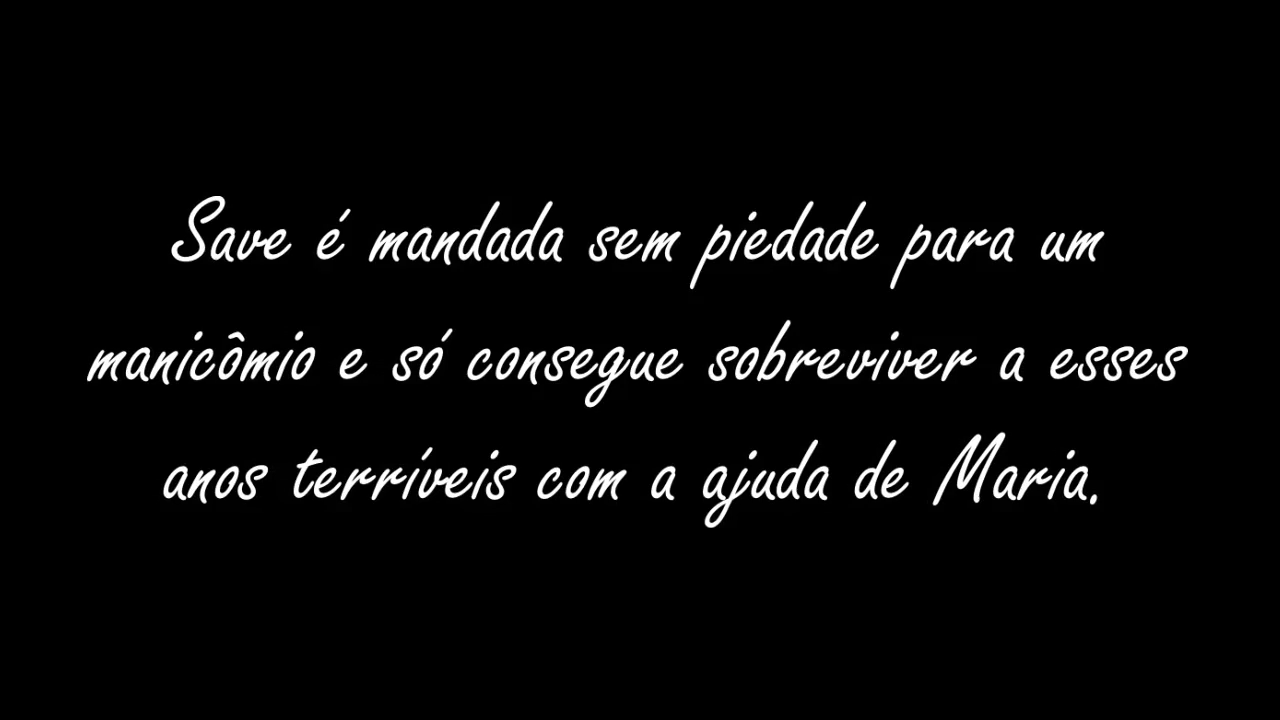 Save é mandada sem piedade para um
manicômio e só consegue sobreviver a esses
anos terríveis com a ajuda de Maria.